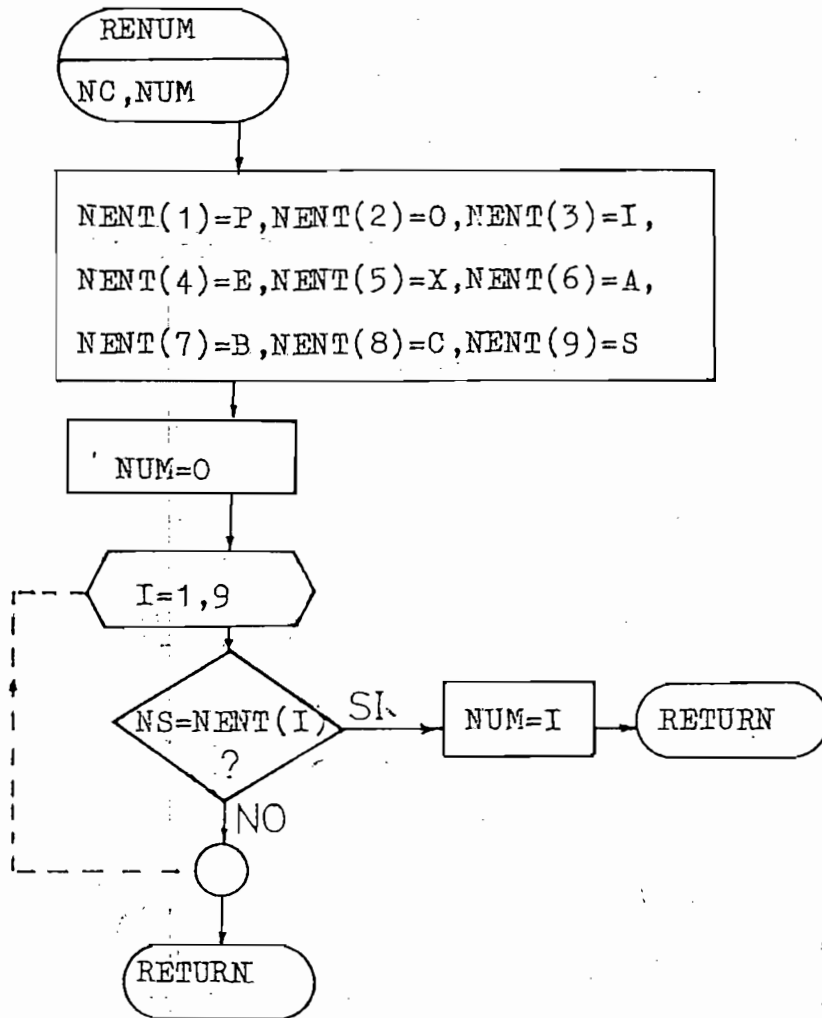 RENUM
NC,NUM
NENT(1)=P,NENT(2)=O,NENT(3)=I,
NENT(4)=E,NENT(5)=X,NENT(6)=A,
NENT(7)=B,NENT(8)=C,NENT(9)=S
NUM=O
I=1,9
NS=NENT(I)
?
SI
NUM=I
RETURN
NO
RETURN